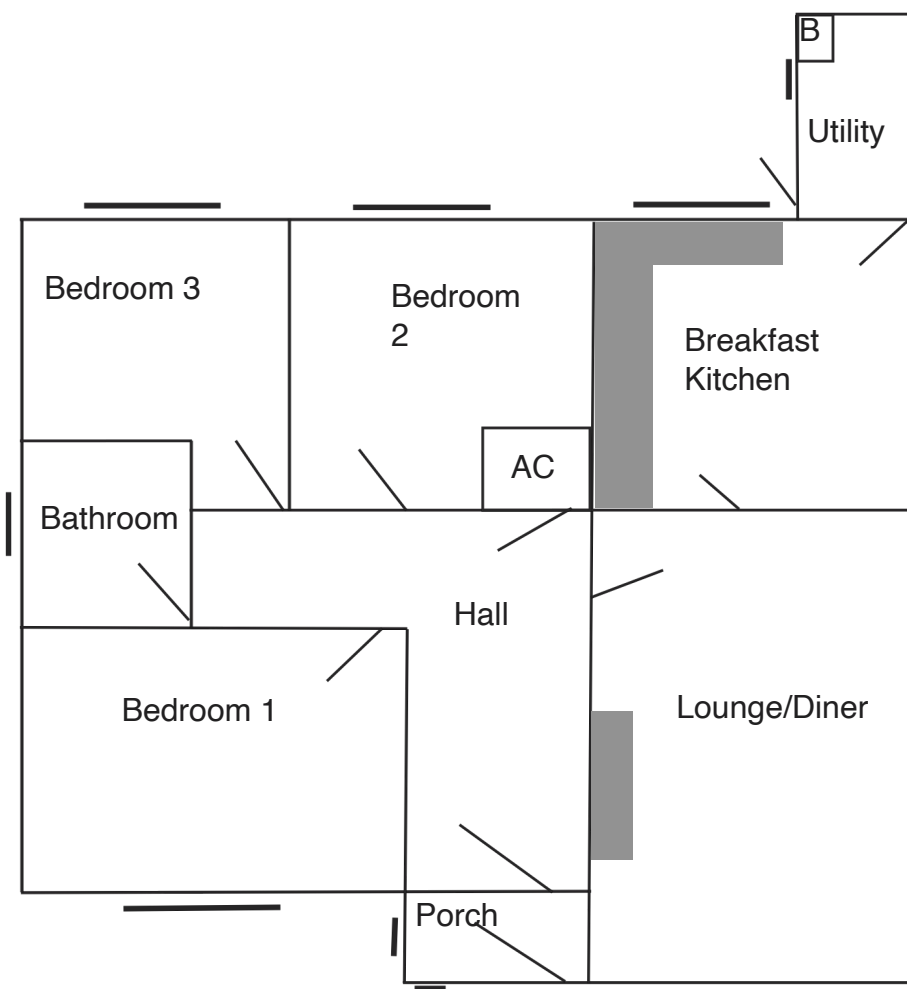 B
Utility
Bedroom 3
Bedroom
2
Breakfast
Kitchen
AC
Bathroom
Hall
Bedroom 1
Lounge/Diner
Porch